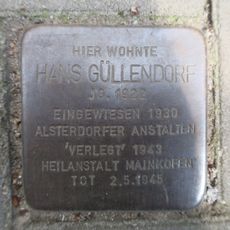 HIER WOHNTE
HANS GÜLLENDORF
JG. 1922
EINGEWIESEN 1930
ALSTERDORFER ANSTALTEN
'VERLEGT' 1943
HEILANSTALT MAINKOFEN
TOT 2.5.1945